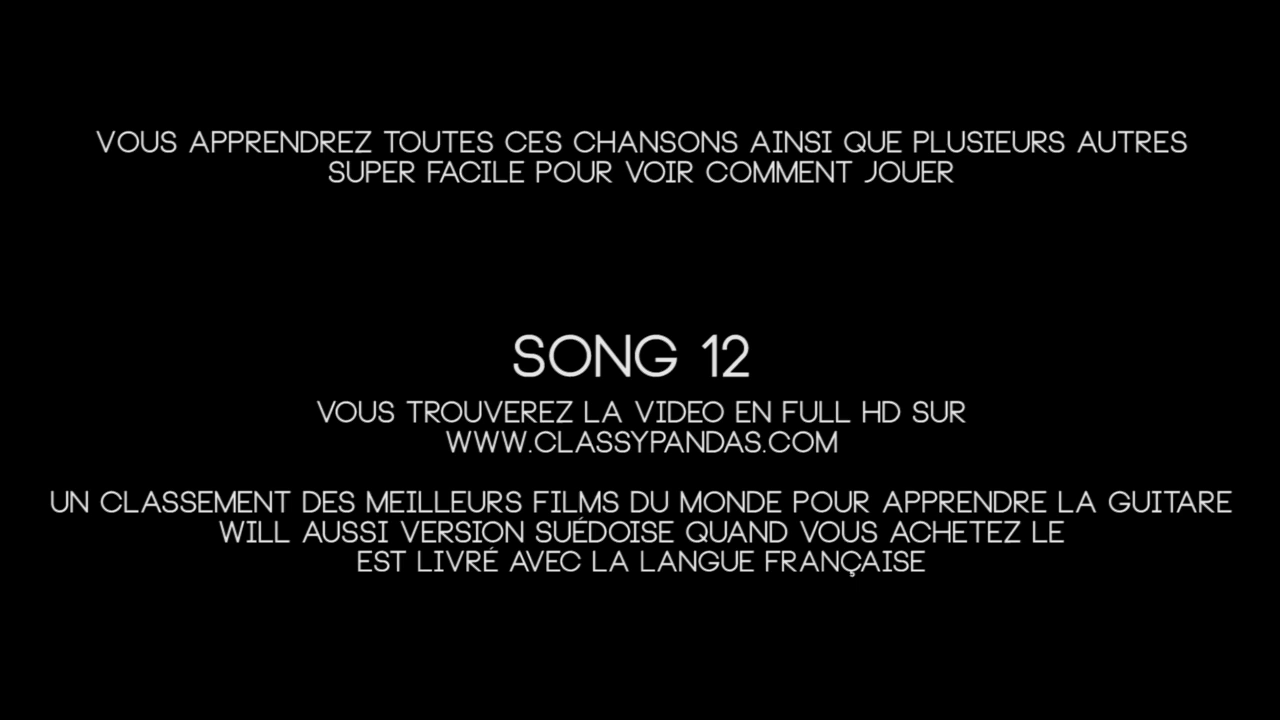 VOUS APPRENDREZ TOUTES CES CHANSONS AINSI QUE PLUSIEURS AUTRES
SUPER FACILE POUR VOIR COMMENT JOUER
SONG 12
VOUS TROUVEREZ LA VIDEO EN FULL HD SUR
WWW.CLASSYPANDAS.COM
UN CLASSEMENT DES MEILLEURS FILMS DU MONDE POUR APPRENDRE LA GUITARE
WILL AUSSI VERSION SUÉDOISE QUAND VOUS ACHETEZ LE
EST LIVRÉ AVEC LA LANGUE FRANÇAISE